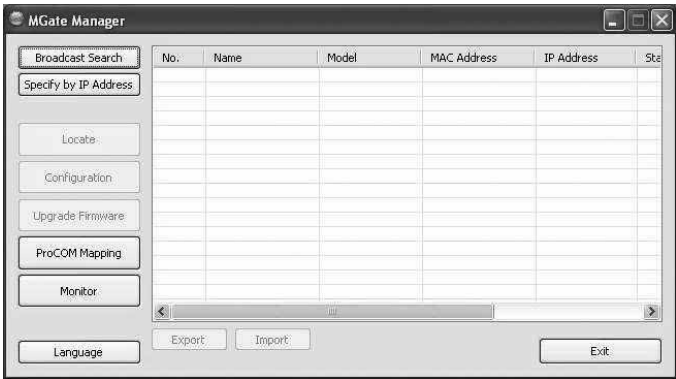 MGate Manager
Broadcast Search
Specify by IP Address
Locate
Configuration
Upgrade Firmware
ProCOM Mapping
Monitor
Language
No. Name Model MAC Address IP Address Sta
Export Import
Exit